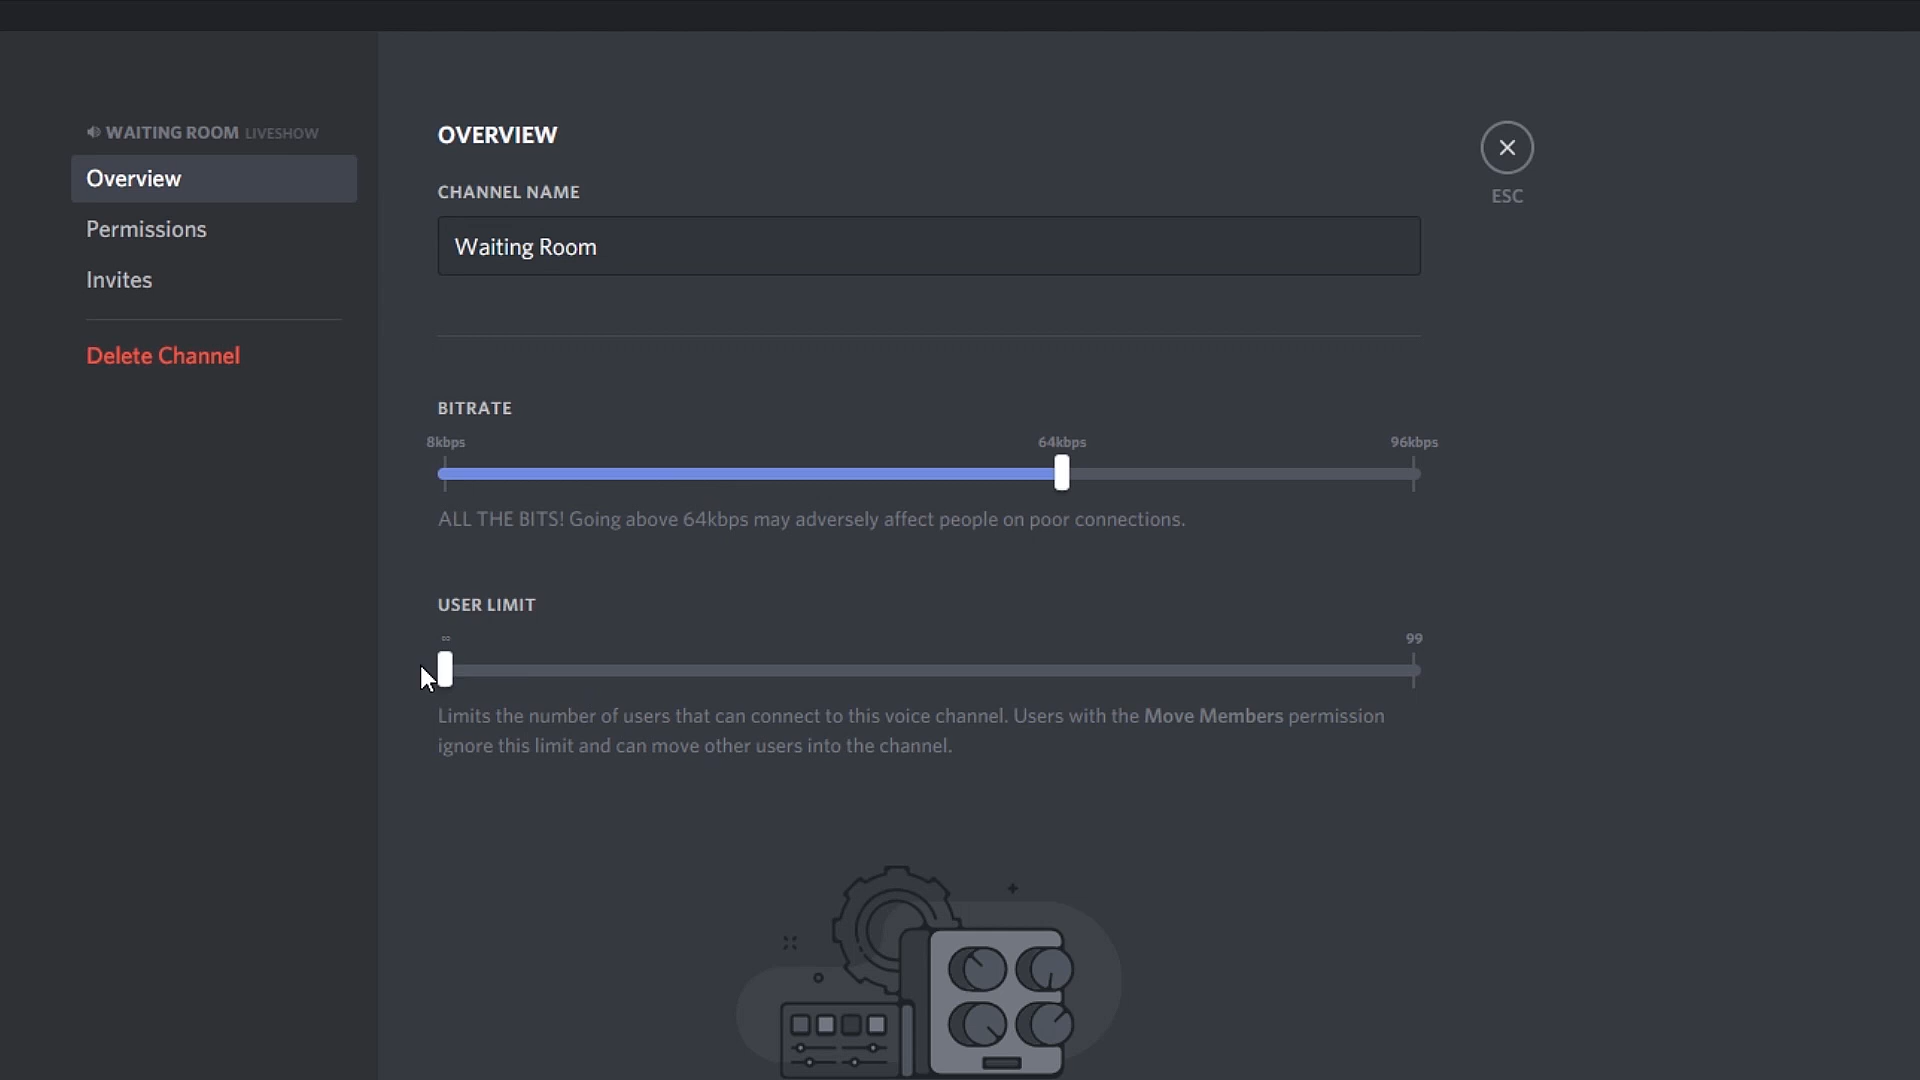 WAITING ROOM LIVESHOW
Overview
Permissions
Invites
Delete Channel
OVERVIEW
CHANNEL NAME
Waiting Room
ESC
BITRATE
8kbps 64kbps 96kbps
ALL THE BITS! Going above 64kbps may adversely affect people on poor connections.
USER LIMIT
∞ 99
Limits the number of users that can connect to this voice channel. Users with the Move Members permission
ignore this limit and can move other users into the channel.